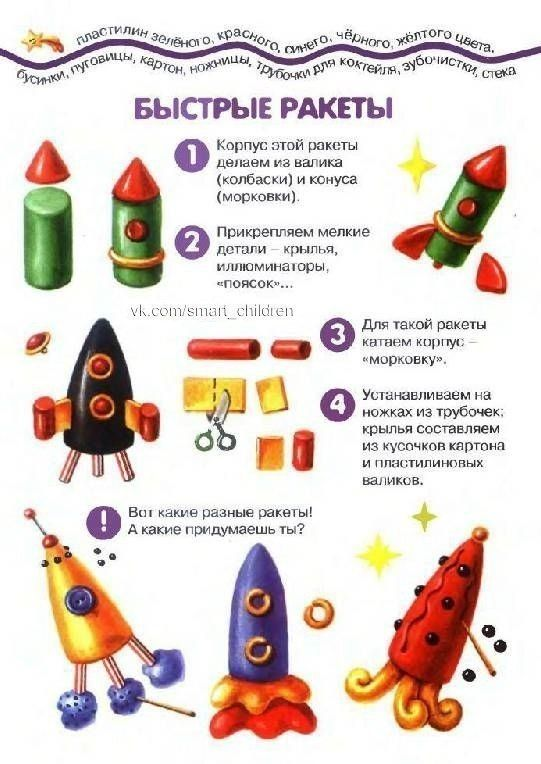 пластилин зелёного, красного, синего, чёрного, жёлтого цвета,
бусинки, пуговицы, картон, ножницы, трубочки для коктейля, зубочистки, стека
БЫСТРЫЕ РАКЕТЫ
1
Корпус этой ракеты
делаем из валика
(колбаски) и конуса
(морковки).
2
Прикрепляем мелкие
детали – крылья,
иллюминаторы,
«поясок»...
vk.com/smart_children
3
Для такой ракеты
катаем корпус –
«морковку».
4
Устанавливаем на
ножках из трубочек;
крылья составляем
из кусочков картона
и пластилиновых
валиков.
!
Вот какие разные ракеты!
А какие придумаешь ты?